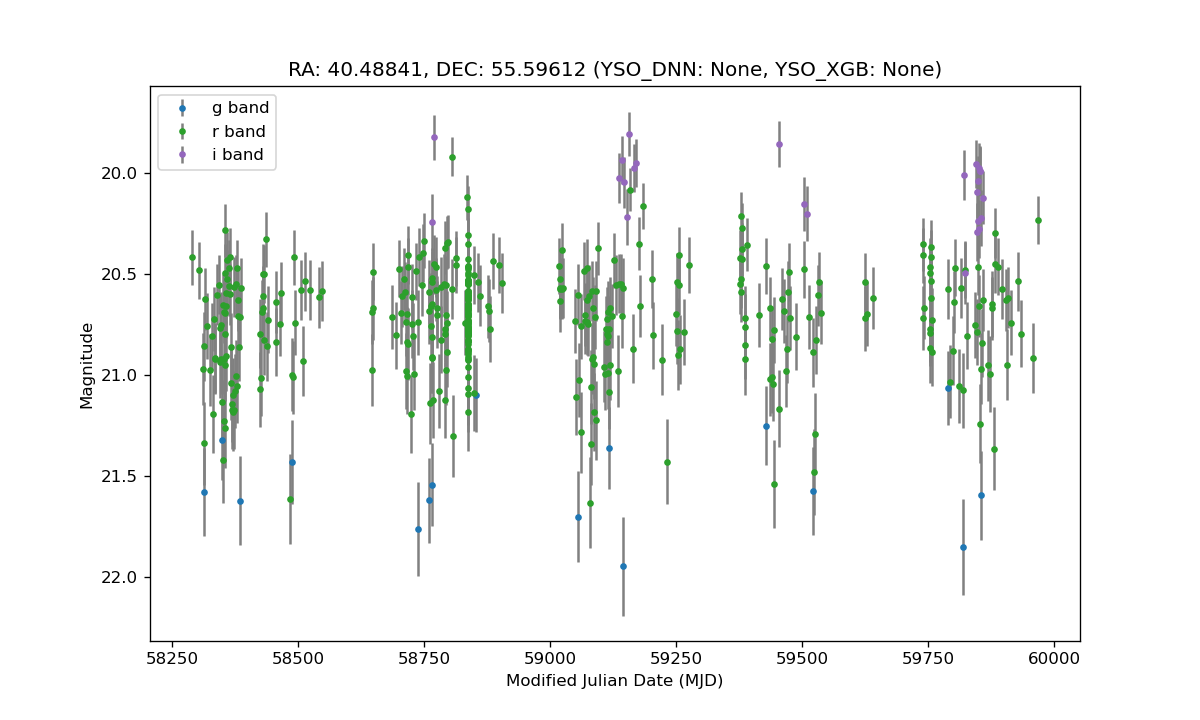 RA: 40.48841, DEC: 55.59612 (YSO_DNN: None, YSO_XGB: None)
g band
r band
i band
Magnitude
20.0
20.5
21.0
21.5
22.0
58250 58500 58750 59000 59250 59500 59750 60000
Modified Julian Date (MJD)